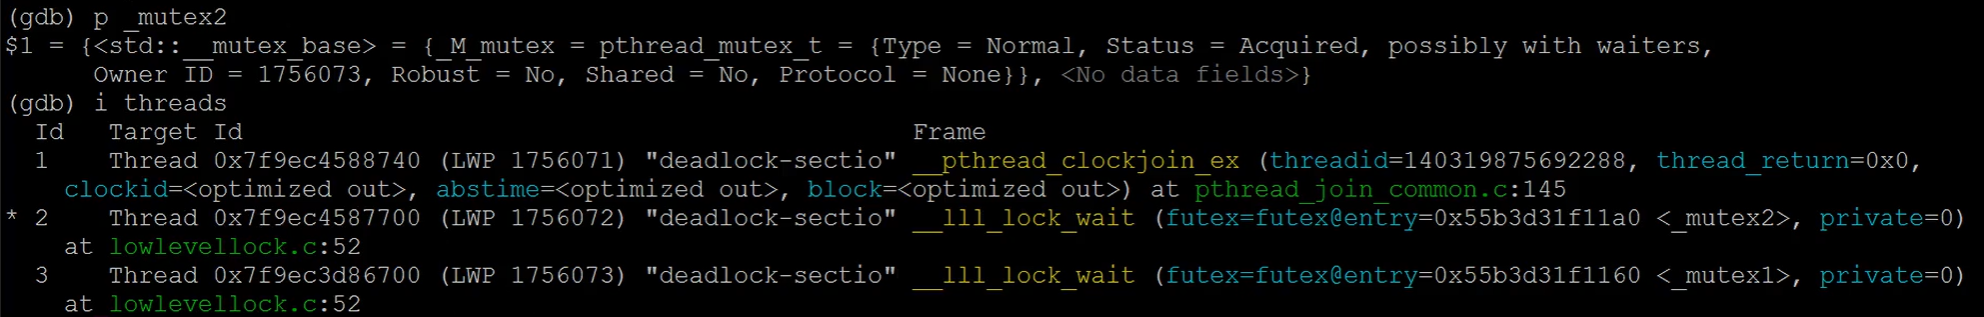 (gdb) p _mutex2
$1 = {<std::__mutex_base> = {_M_mutex = pthread_mutex_t = {Type = Normal, Status = Acquired, possibly with waiters,
Owner ID = 1756073, Robust = No, Shared = No, Protocol = None}}, <No data fields>}
(gdb) i threads
Id Target Id Frame
1 Thread 0x7f9ec4588740 (LWP 1756071) "deadlock-sectio" __pthread_clockjoin_ex (threadid=140319875692288, thread_return=0x0,
clockid=<optimized out>, abstime=<optimized out>, block=<optimized out>) at pthread_join_common.c:145
* 2 Thread 0x7f9ec4587700 (LWP 1756072) "deadlock-sectio" __lll_lock_wait (futex=futex@entry=0x55b3d31f11a0 <_mutex2>, private=0)
at lowlevellock.c:52
3 Thread 0x7f9ec3d86700 (LWP 1756073) "deadlock-sectio" __lll_lock_wait (futex=futex@entry=0x55b3d31f1160 <_mutex1>, private=0)
at lowlevellock.c:52